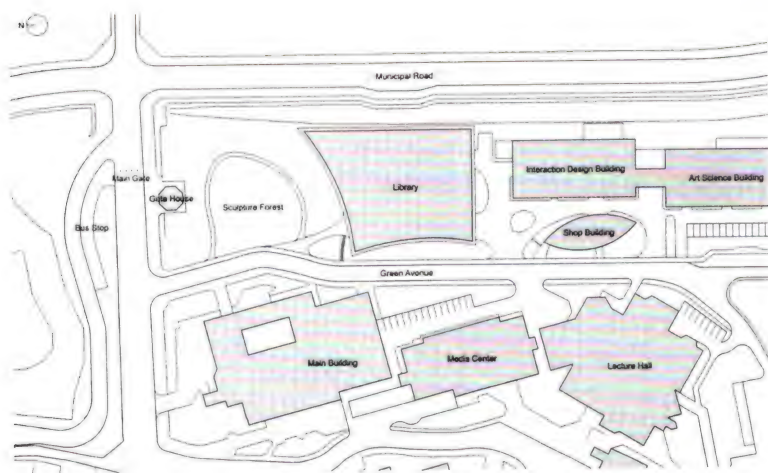 N
Municipal Road
Main Gate
Gate House
Library
Interaction Design Building
Art Science Building
Sculpture Forest
Bus Stop
Shop Building
Green Avenue
Main Building
Media Center
Lecture Hall